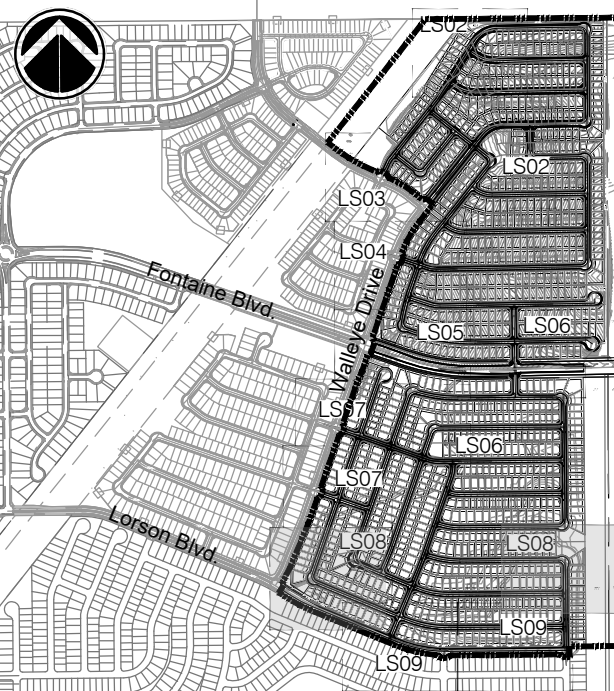 LS02
LS02
LS03
LS04
Fontaine Blvd.
Walleye Drive
LS05
LS06
LS07
LS06
LS07
Lorson Blvd.
LS08
LS08
LS09
LS09